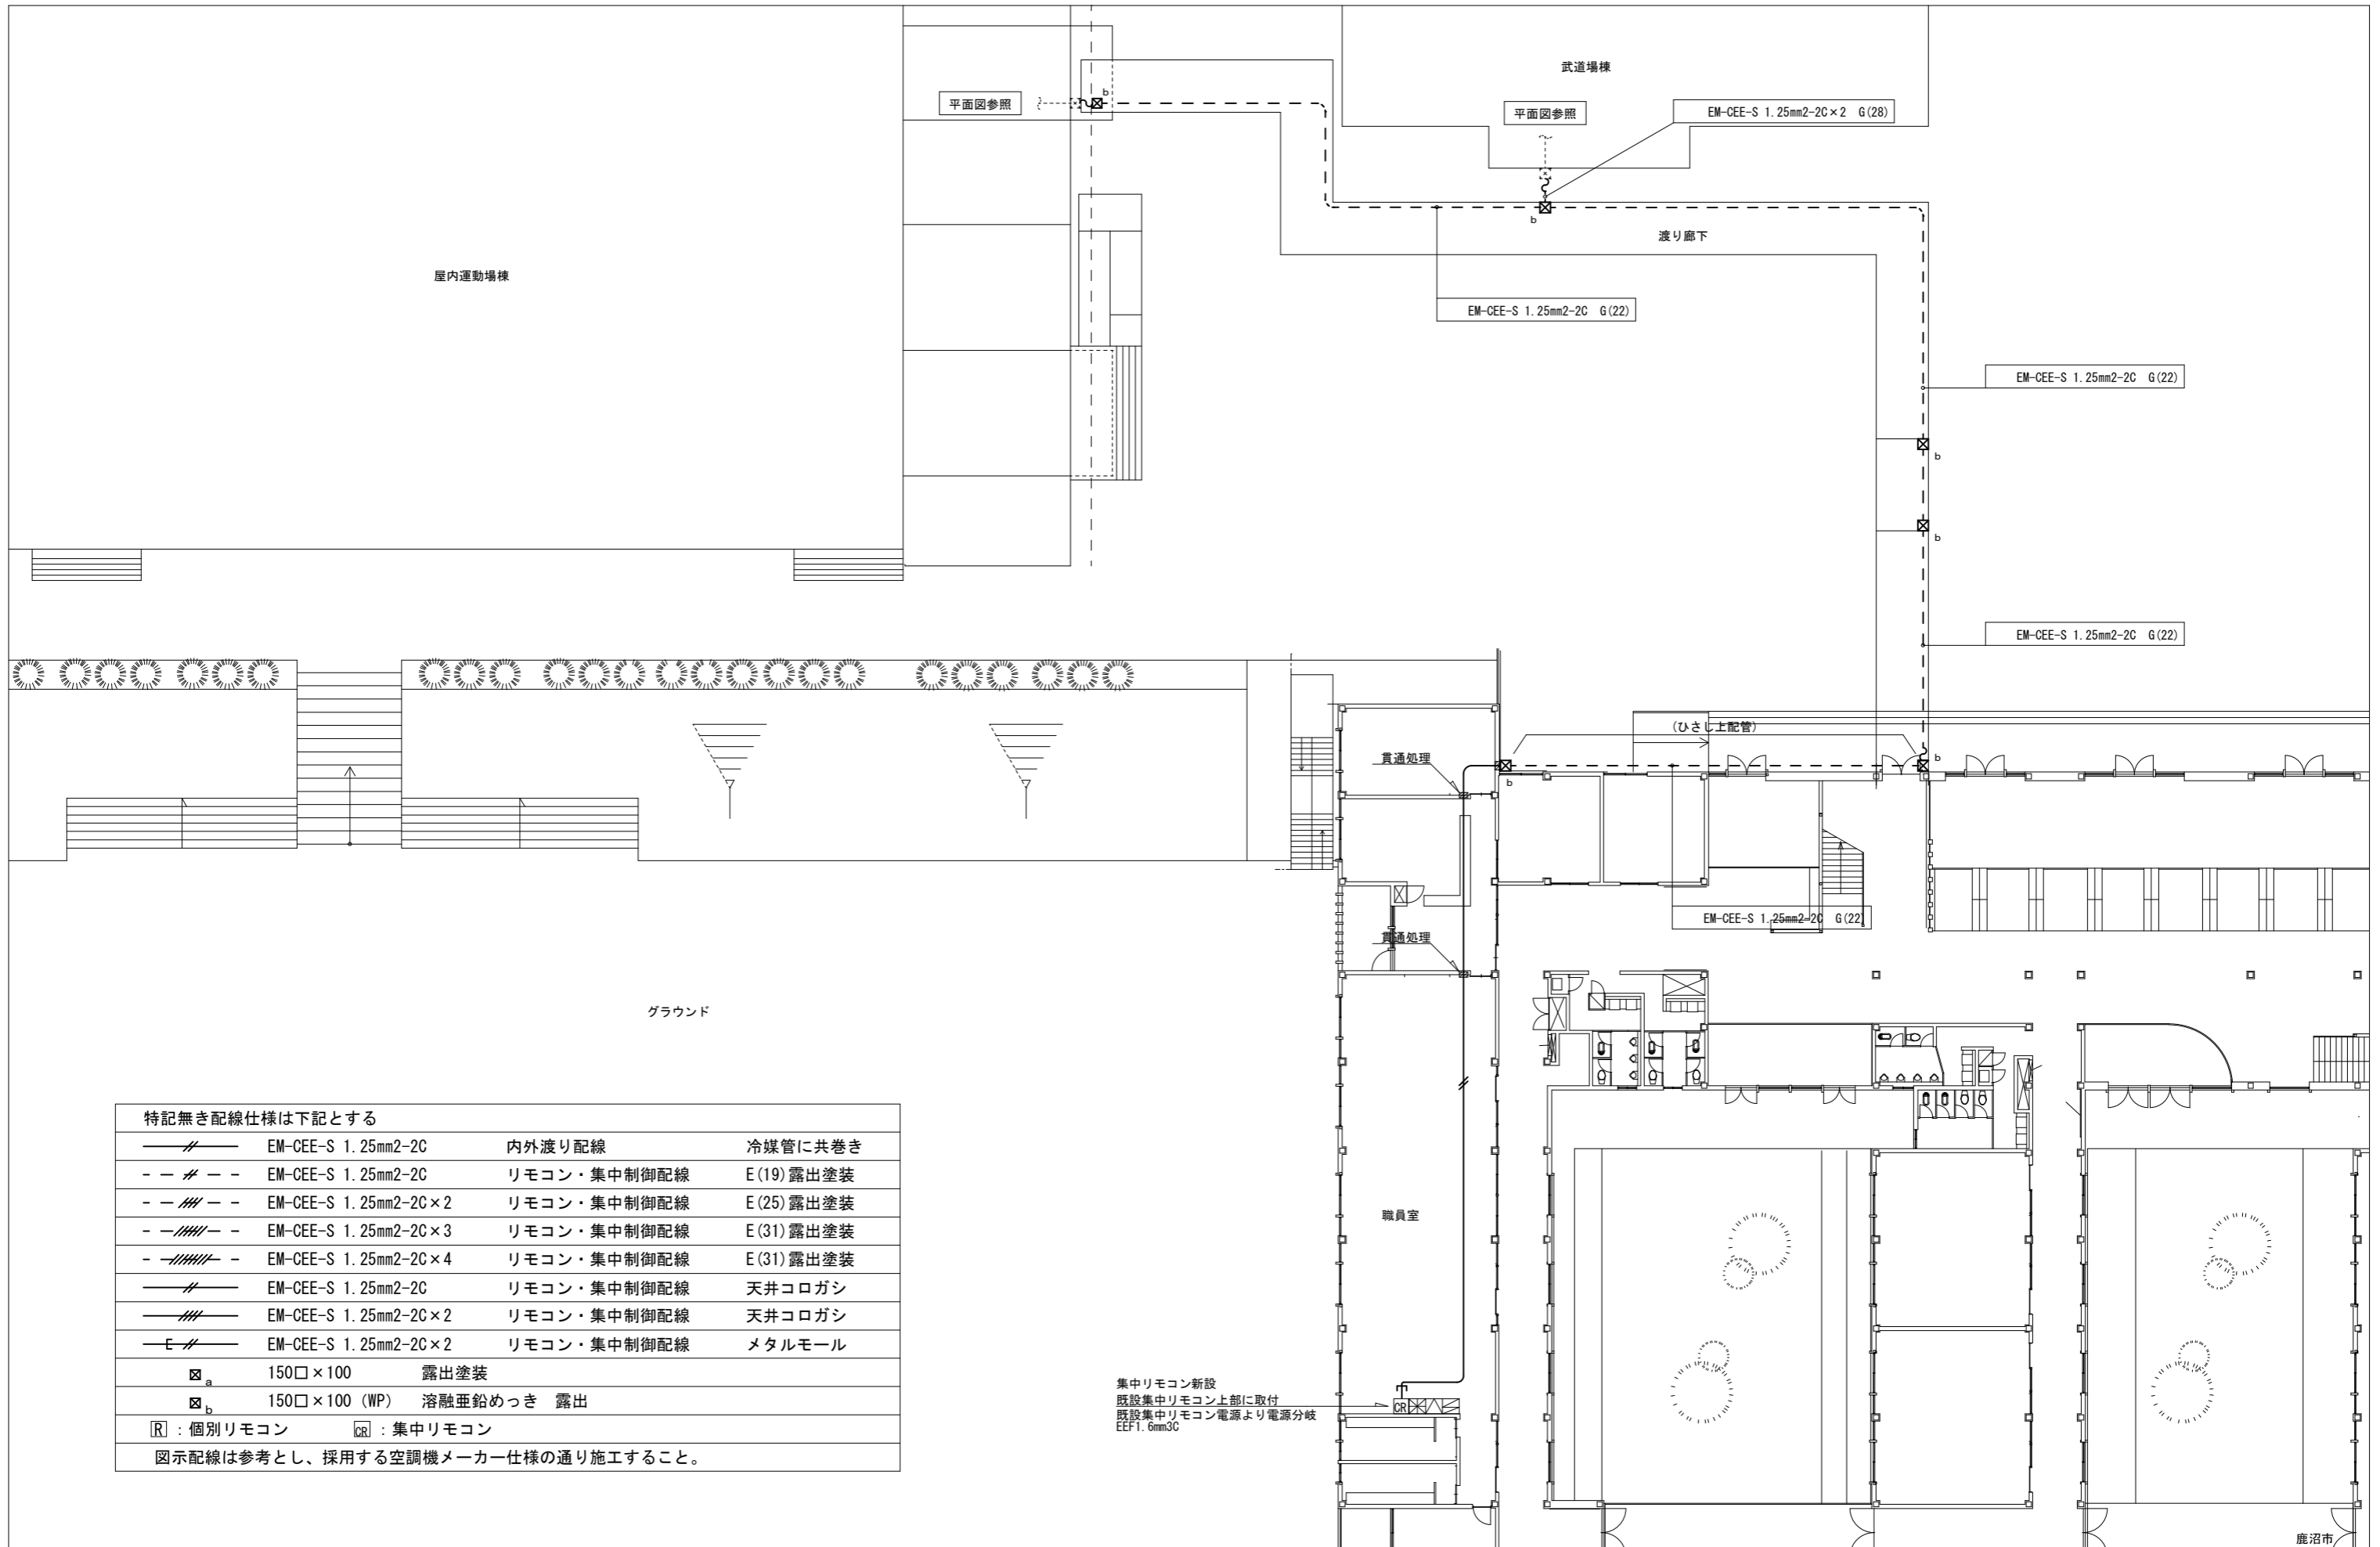 武道場棟
平面図参照
b
平面図参照
EM-CEE-S 1.25mm2-2C×2 G(28)
b
渡り廊下
屋内運動場棟
EM-CEE-S 1.25mm2-2C G(22)
EM-CEE-S 1.25mm2-2C G(22)
b
b
EM-CEE-S 1.25mm2-2C G(22)
(ひさし上配管)
貫通処理
b
b
EM-CEE-S 1.25mm2-2C G(22)
貫通処理
グラウンド
職員室
特記無き配線仕様は下記とする
EM-CEE-S 1.25mm2-2C 内外渡り配線 冷媒管に共巻き
EM-CEE-S 1.25mm2-2C リモコン・集中制御配線 E(19)露出塗装
EM-CEE-S 1.25mm2-2C×2 リモコン・集中制御配線 E(25)露出塗装
EM-CEE-S 1.25mm2-2C×3 リモコン・集中制御配線 E(31)露出塗装
EM-CEE-S 1.25mm2-2C×4 リモコン・集中制御配線 E(31)露出塗装
EM-CEE-S 1.25mm2-2C リモコン・集中制御配線 天井コロガシ
EM-CEE-S 1.25mm2-2C×2 リモコン・集中制御配線 天井コロガシ
E EM-CEE-S 1.25mm2-2C×2 リモコン・集中制御配線 メタルモール
a 150□×100 露出塗装
b 150□×100 (WP) 溶融亜鉛めっき 露出
R : 個別リモコン CR : 集中リモコン
図示配線は参考とし、採用する空調機メーカー仕様の通り施工すること。
集中リモコン新設
既設集中リモコン上部に取付
既設集中リモコン電源より電源分岐
EEF1.6mm3C
CR
鹿沼市